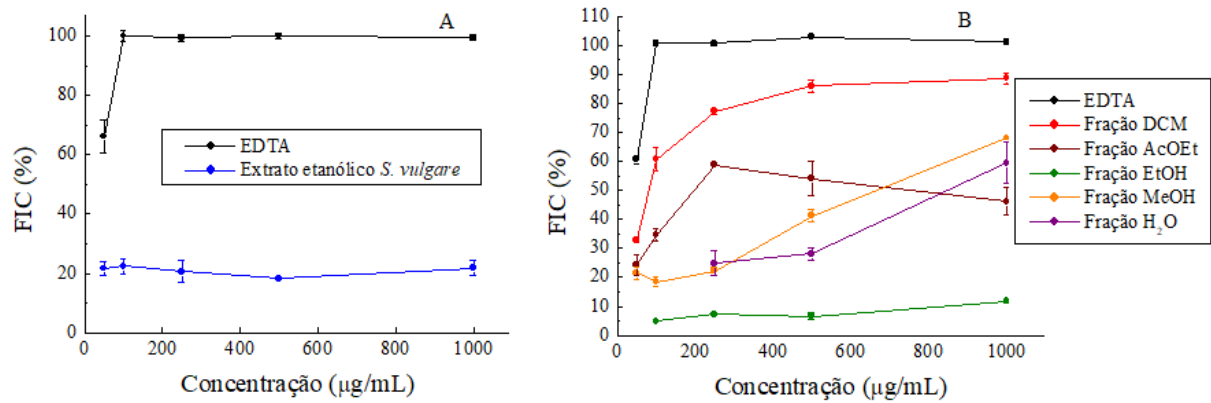 A
100
80
60
40
20
0
FIC (%)
EDTA
Extrato etanólico S. vulgare
0 200 400 600 800 1000
Concentração (μg/mL)
B
110
100
90
80
70
60
50
40
30
20
10
0
FIC (%)
0 200 400 600 800 1000
Concentração (μg/mL)
EDTA
Fração DCM
Fração AcOEt
Fração EtOH
Fração MeOH
Fração H₂O